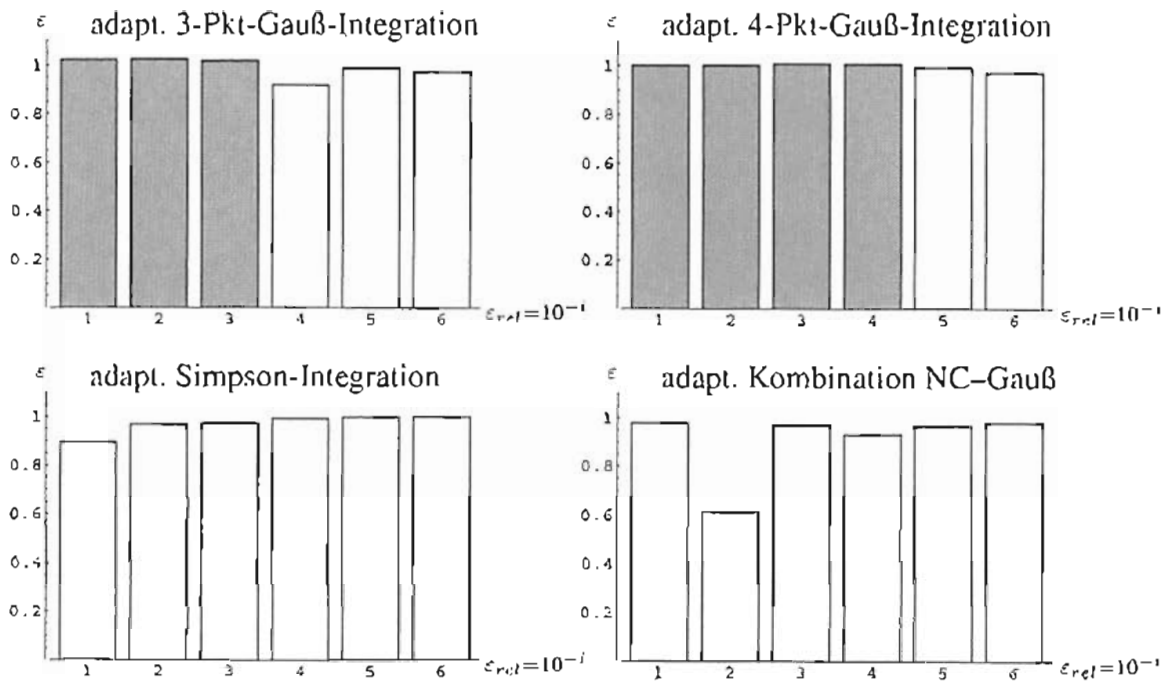 ε adapt. 3-Pkt-Gauß-Integration
1
0.8
0.6
0.4
0.2
1 2 3 4 5 6 ε_rel=10^-i
ε adapt. 4-Pkt-Gauß-Integration
1
0.8
0.6
0.4
0.2
1 2 3 4 5 6 ε_rel=10^-i
ε adapt. Simpson-Integration
1
0.8
0.6
0.4
0.2
1 2 3 4 5 6 ε_rel=10^-i
ε adapt. Kombination NC–Gauß
1
0.8
0.6
0.4
0.2
1 2 3 4 5 6 ε_rel=10^-i